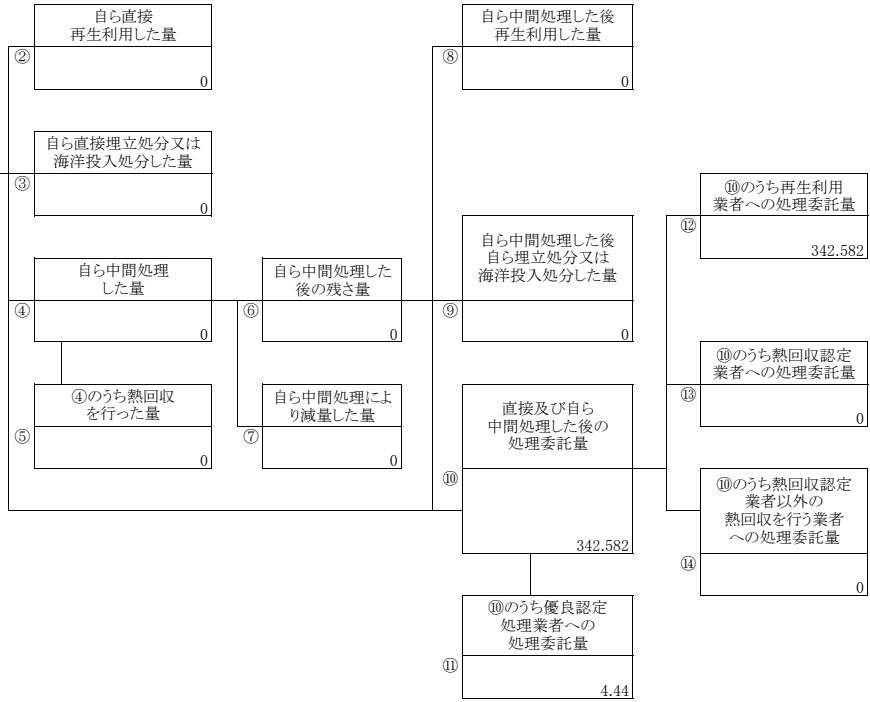 自ら直接
再生利用した量
②
0
自ら直接埋立処分又は
海洋投入処分した量
③
0
自ら中間処理
した量
④
0
④のうち熱回収
を行った量
⑤
0
自ら中間処理した
後の残さ量
⑥
0
自ら中間処理によ
り減量した量
⑦
0
自ら中間処理した後
再生利用した量
⑧
0
自ら中間処理した後
自ら埋立処分又は
海洋投入処分した量
⑨
0
直接及び自ら
中間処理した後の
処理委託量
⑩
342.582
⑩のうち優良認定
処理業者への
処理委託量
⑪
4.44
⑩のうち再生利用
業者への処理委託量
⑫
342.582
⑩のうち熱回収認定
業者への処理委託量
⑬
0
⑩のうち熱回収認定
業者以外の
熱回収を行う業者
への処理委託量
⑭
0